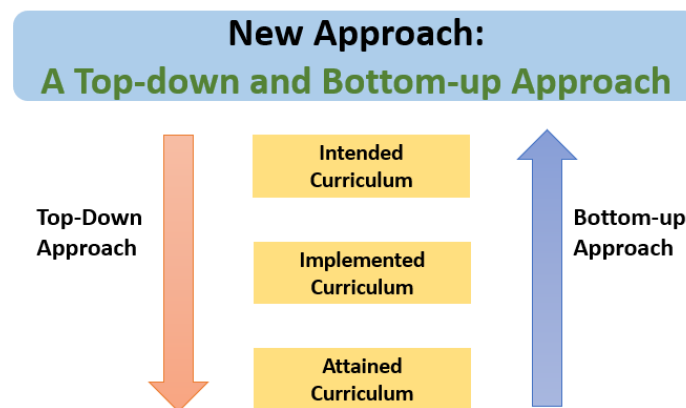 New Approach:
A Top-down and Bottom-up Approach
Intended
Curriculum
Top-Down
Approach
Bottom-up
Approach
Implemented
Curriculum
Attained
Curriculum